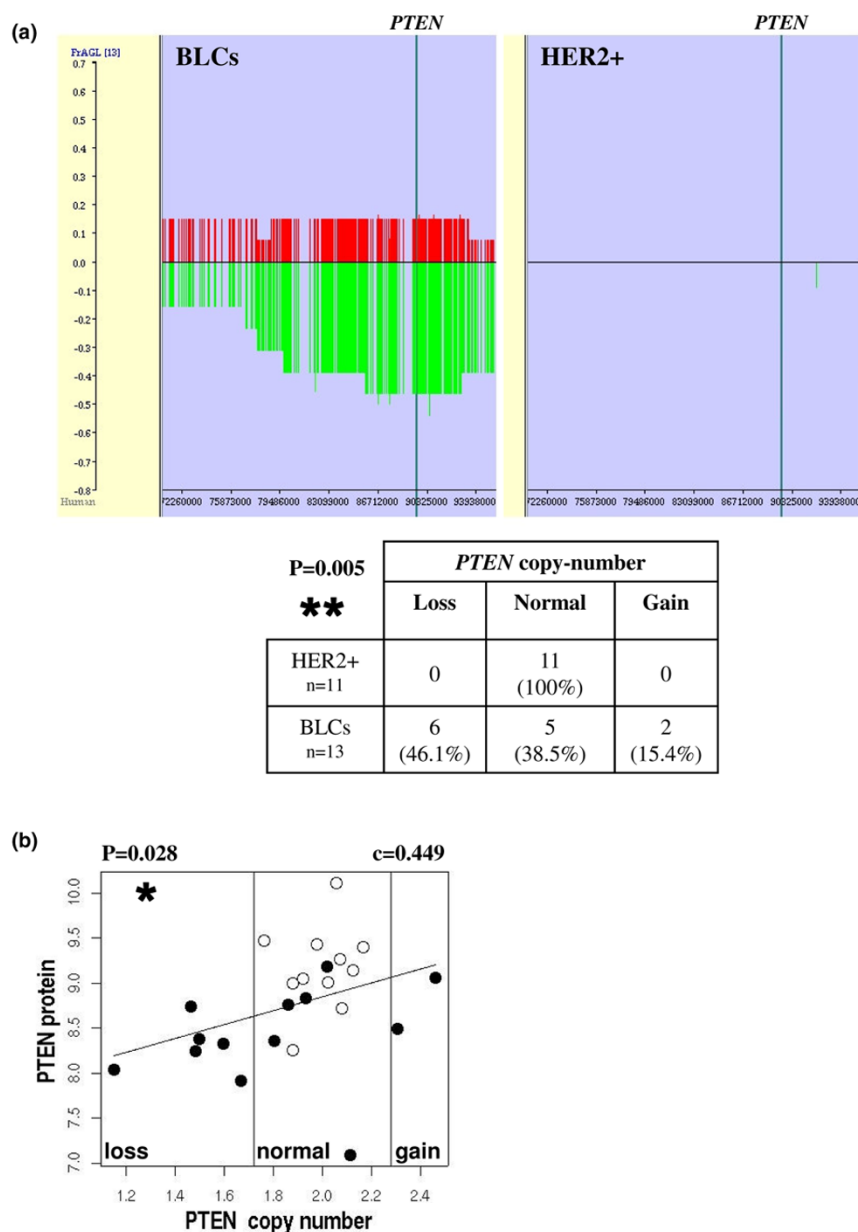 PTEN PTEN
(a)
FrAGL [13]
BLCs HER2+
0.7
0.6
0.5
0.4
0.3
0.2
0.1
0.0
-0.1
-0.2
-0.3
-0.4
-0.5
-0.6
-0.7
-0.8
Human 72260000 75873000 79486000 83099000 86712000 90325000 93938000 72260000 75873000 79486000 83099000 86712000 90325000 93938000
P=0.005 PTEN copy-number
** Loss Normal Gain
HER2+ 0 11 0
n=11 (100%)
BLCs 6 5 2
n=13 (46.1%) (38.5%) (15.4%)
(b)
P=0.028 c=0.449
*
10.0
9.5
9.0
8.5
8.0
7.5
7.0
PTEN protein
loss normal gain
1.2 1.4 1.6 1.8 2.0 2.2 2.4
PTEN copy number